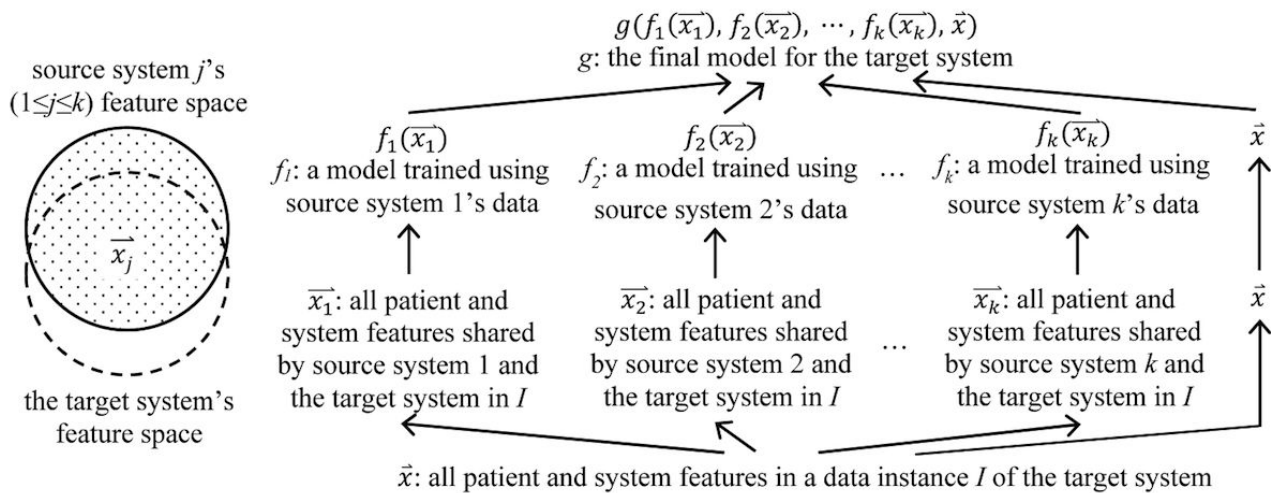 g(f₁(x₁⃗), f₂(x₂⃗), ⋯, fₖ(xₖ⃗), x⃗)
g: the final model for the target system
source system j's
(1≤j≤k) feature space
xⱼ⃗
the target system's
feature space
f₁(x₁⃗)
f₁: a model trained using
source system 1's data
f₂(x₂⃗)
f₂: a model trained using
source system 2's data
…
fₖ(xₖ⃗)
fₖ: a model trained using
source system k's data
x⃗
x₁⃗: all patient and
system features shared
by source system 1 and
the target system in I
x₂⃗: all patient and
system features shared
by source system 2 and
the target system in I
…
xₖ⃗: all patient and
system features shared
by source system k and
the target system in I
x⃗
x⃗: all patient and system features in a data instance I of the target system